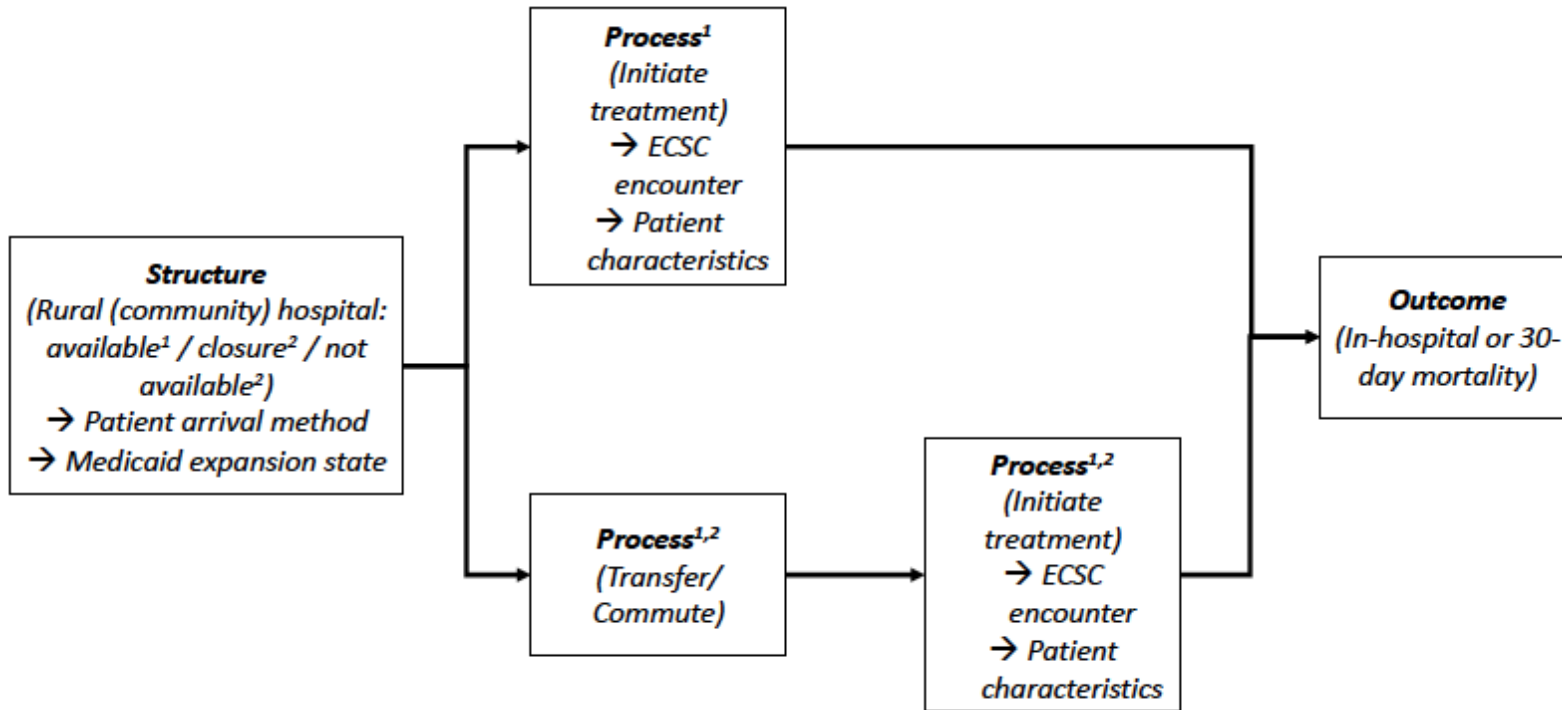 Structure
(Rural (community) hospital:
available¹ / closure² / not
available²)
→ Patient arrival method
→ Medicaid expansion state
Process¹
(Initiate
treatment)
→ ECSC
encounter
→ Patient
characteristics
Process¹,²
(Transfer/
Commute)
Process¹,²
(Initiate
treatment)
→ ECSC
encounter
→ Patient
characteristics
Outcome
(In-hospital or 30-
day mortality)